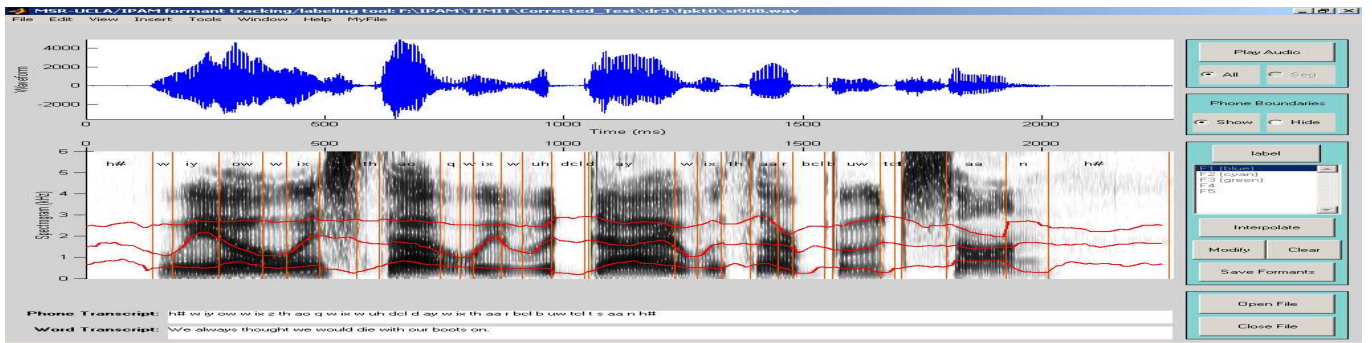 MSR-UCLA/IPAM formant tracking/labeling tool: F:\IPAM\TIMIT\Corrected_Test\dr3\fpkt0\si908.wav
File Edit View Insert Tools Window Help MyFile
4000
2000
0
-2000
Waveform
0 500 1000 1500 2000
Time (ms)
0 500 1000 1500 2000
6
5
4
3
2
1
0
Spectrogram (kHz)
h# w iy ow w ix th ao q w ix w uh dcl d ay w ix th aa r bcl b uw tcl aa n h#
Play Audio
All Seg
Phone Boundaries
Show Hide
label
F1 (blue)
F2 (cyan)
F3 (green)
F4
F5
Interpolate
Modify Clear
Save Formants
Open File
Close File
Phone Transcript: h# w iy ow w ix z th ao q w ix w uh dcl d ay w ix th aa r bcl b uw tcl t s aa n h#
Word Transcript: We always thought we would die with our boots on.